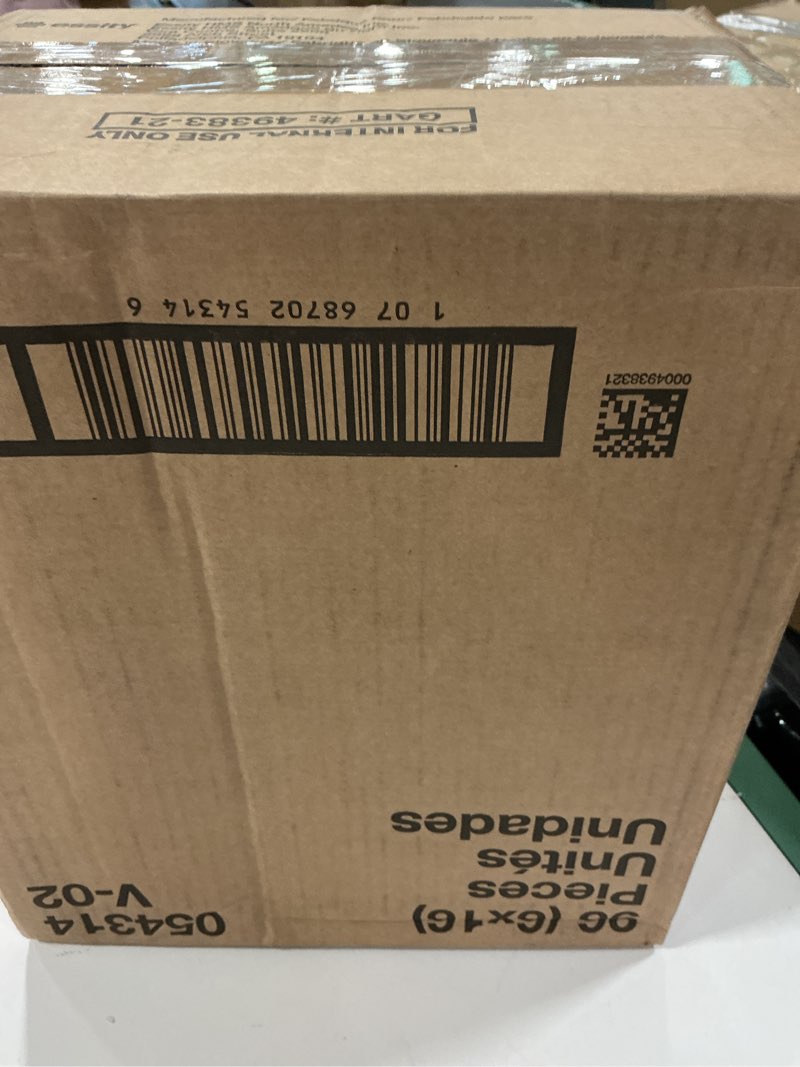 96 (6x16)
Pieces
Unités
Unidades
054314
V-02
0004938321
1 07 68702 54314 6
FOR INTERNAL USE ONLY
GART #: 49383-21
essity